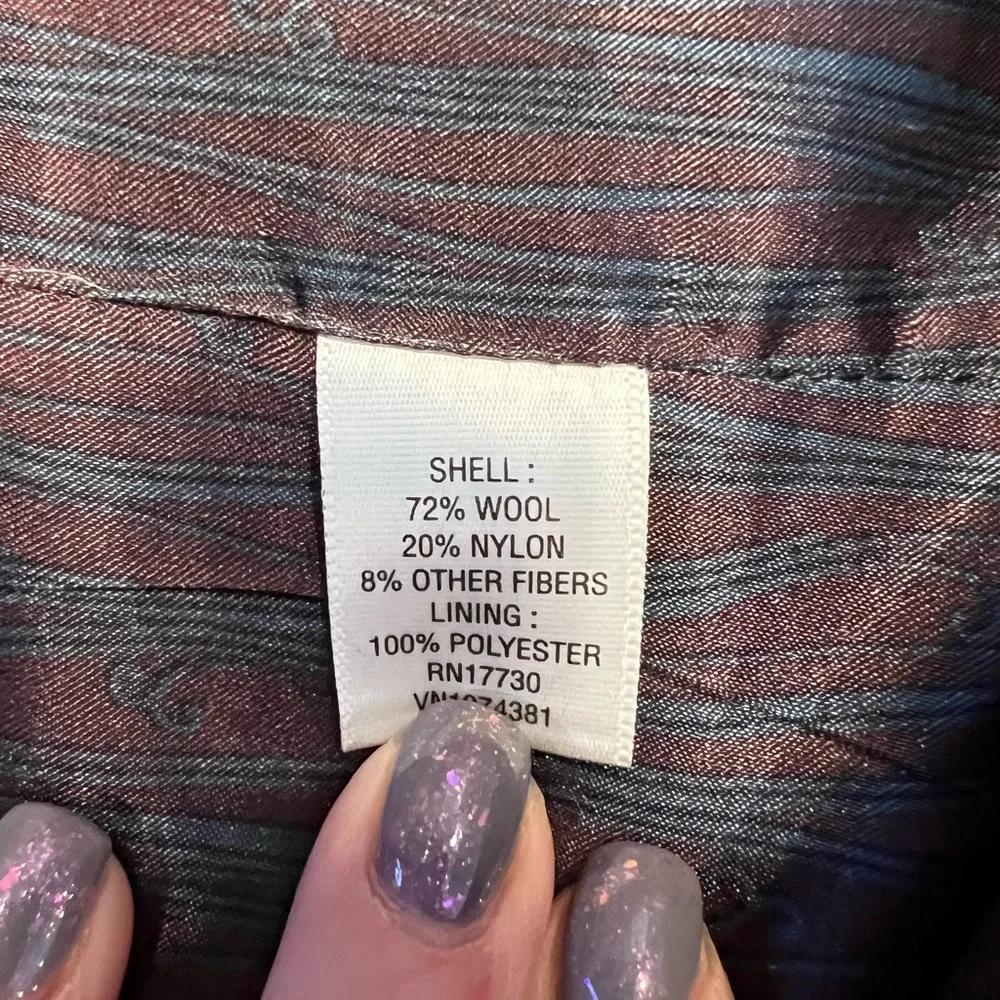 SHELL :
72% WOOL
20% NYLON
8% OTHER FIBERS
LINING :
100% POLYESTER
RN17730